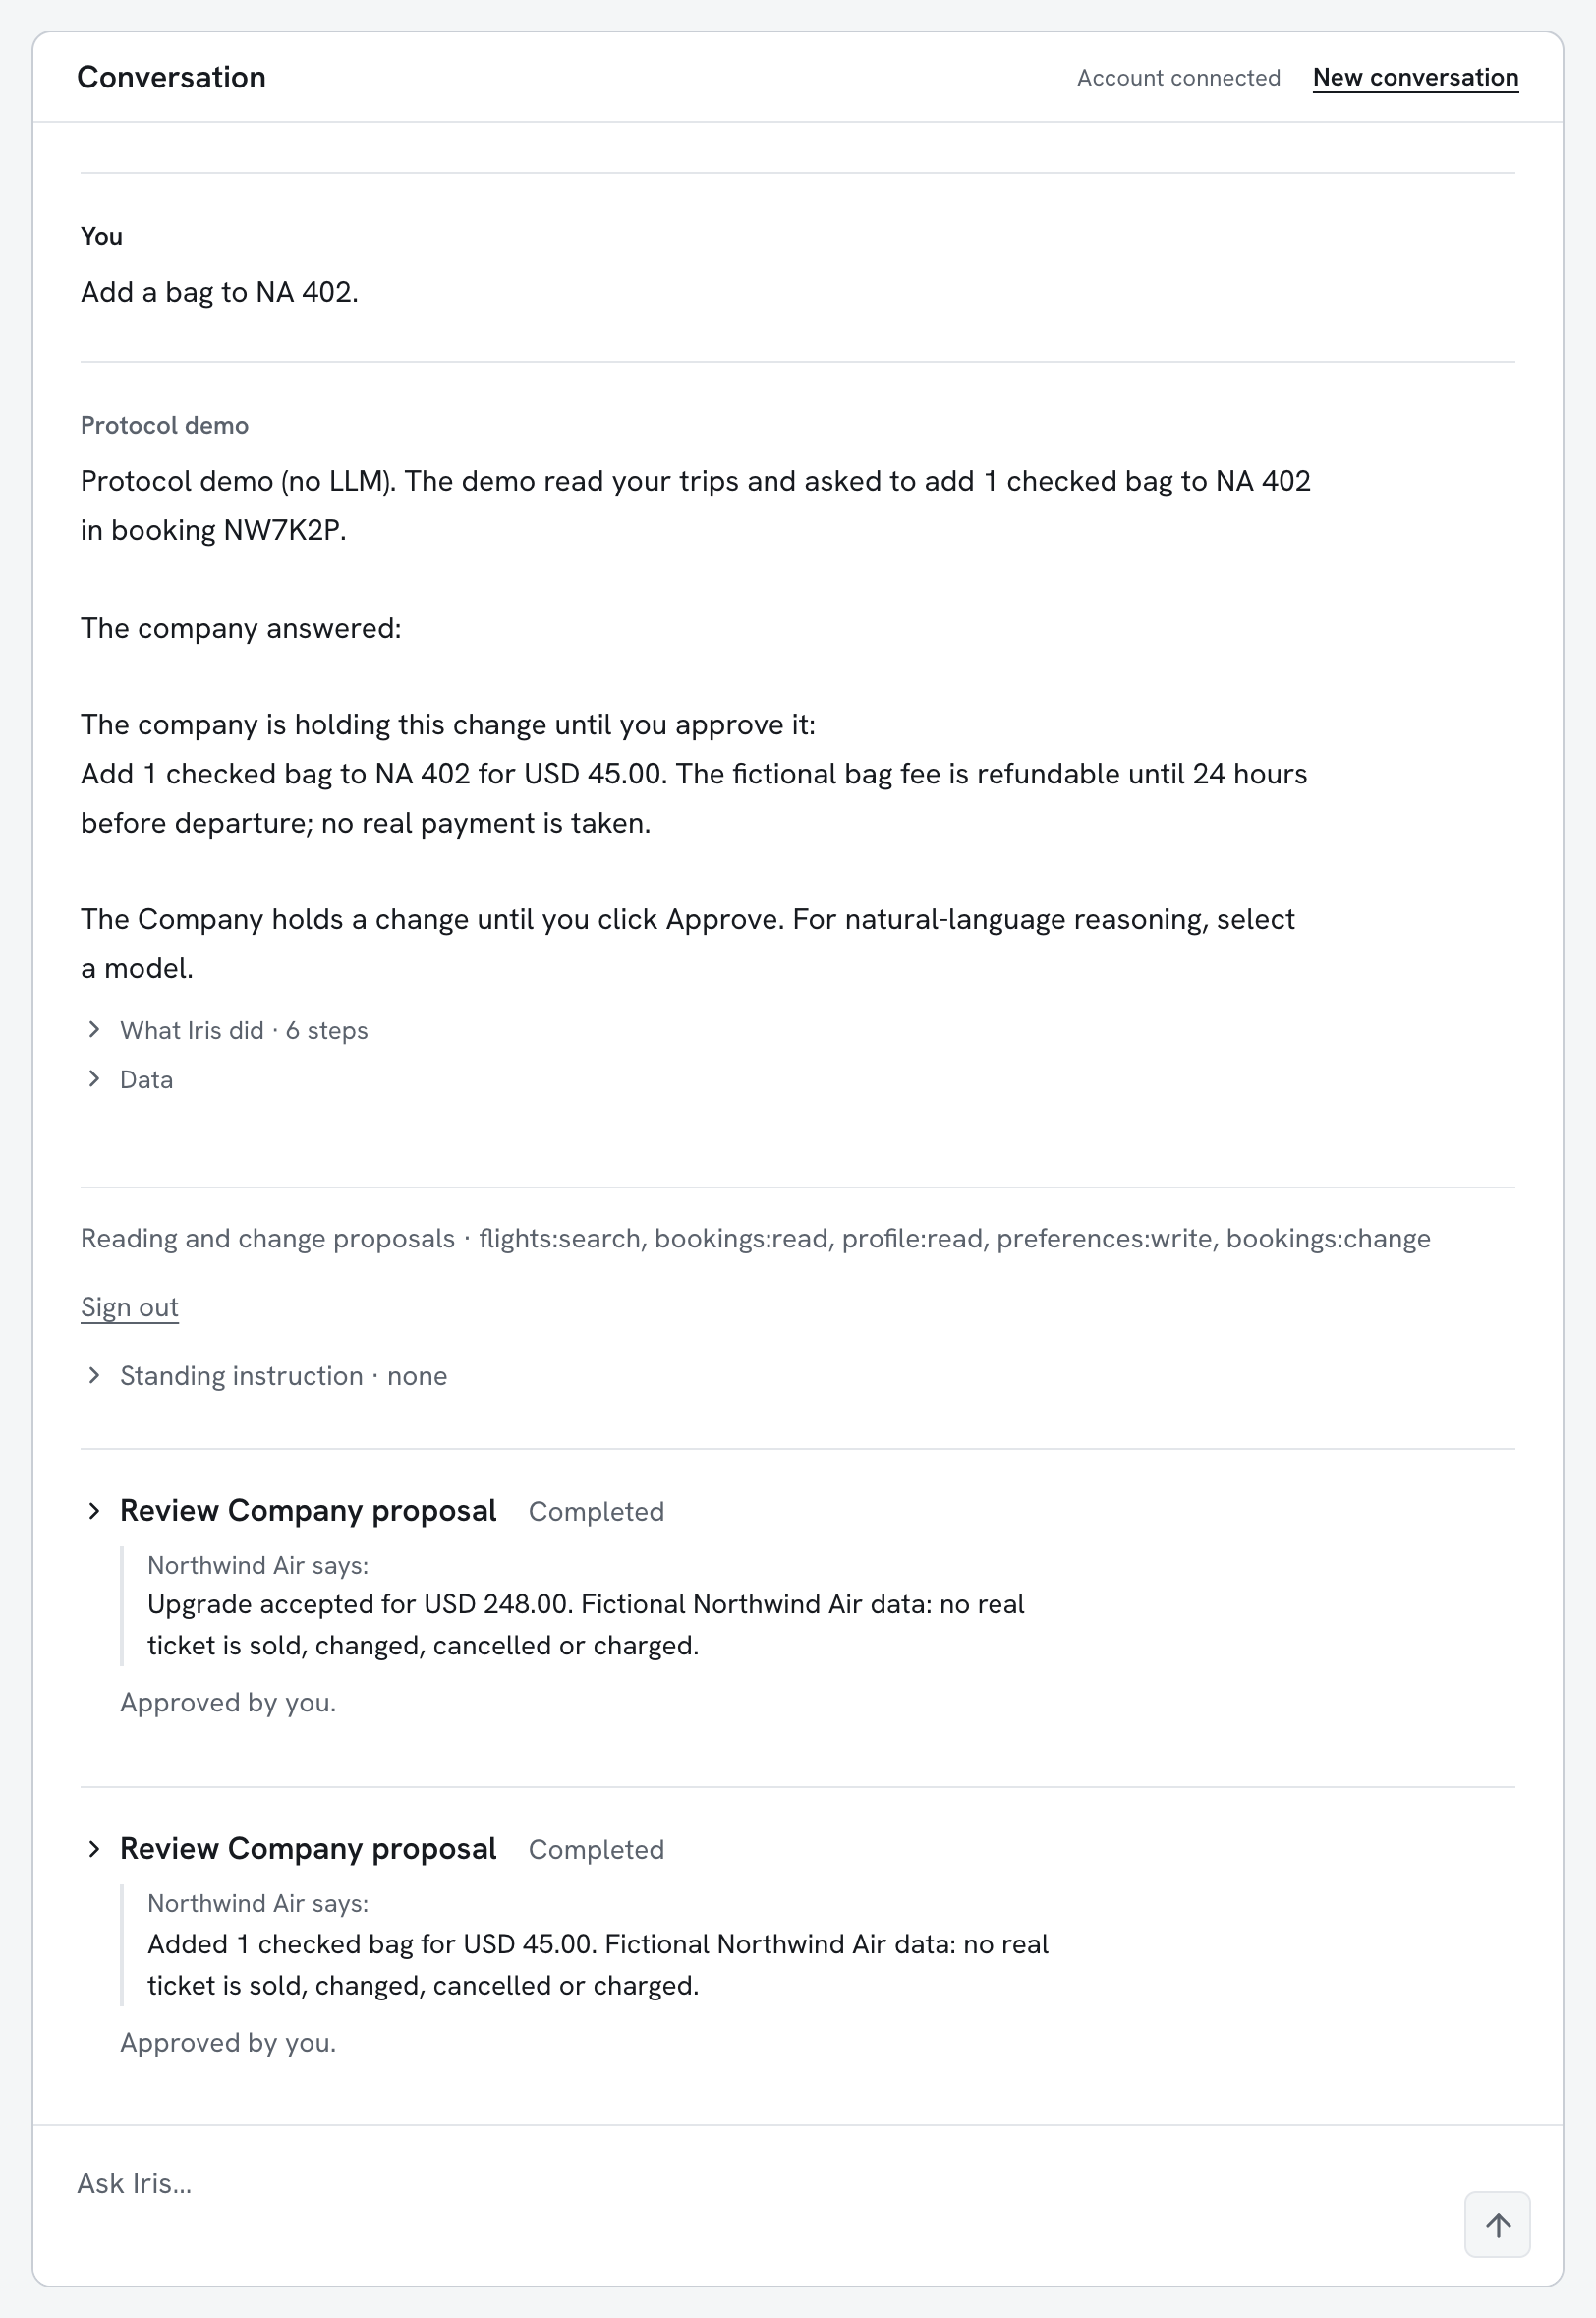 Conversation
Account connected
New conversation
You
Add a bag to NA 402.
Protocol demo
Protocol demo (no LLM). The demo read your trips and asked to add 1 checked bag to NA 402
in booking NW7K2P.
The company answered:
The company is holding this change until you approve it:
Add 1 checked bag to NA 402 for USD 45.00. The fictional bag fee is refundable until 24 hours
before departure; no real payment is taken.
The Company holds a change until you click Approve. For natural-language reasoning, select
a model.
What Iris did · 6 steps
Data
Reading and change proposals · flights:search, bookings:read, profile:read, preferences:write, bookings:change
Sign out
Standing instruction · none
Review Company proposal Completed
Northwind Air says:
Upgrade accepted for USD 248.00. Fictional Northwind Air data: no real
ticket is sold, changed, cancelled or charged.
Approved by you.
Review Company proposal Completed
Northwind Air says:
Added 1 checked bag for USD 45.00. Fictional Northwind Air data: no real
ticket is sold, changed, cancelled or charged.
Approved by you.
Ask Iris...